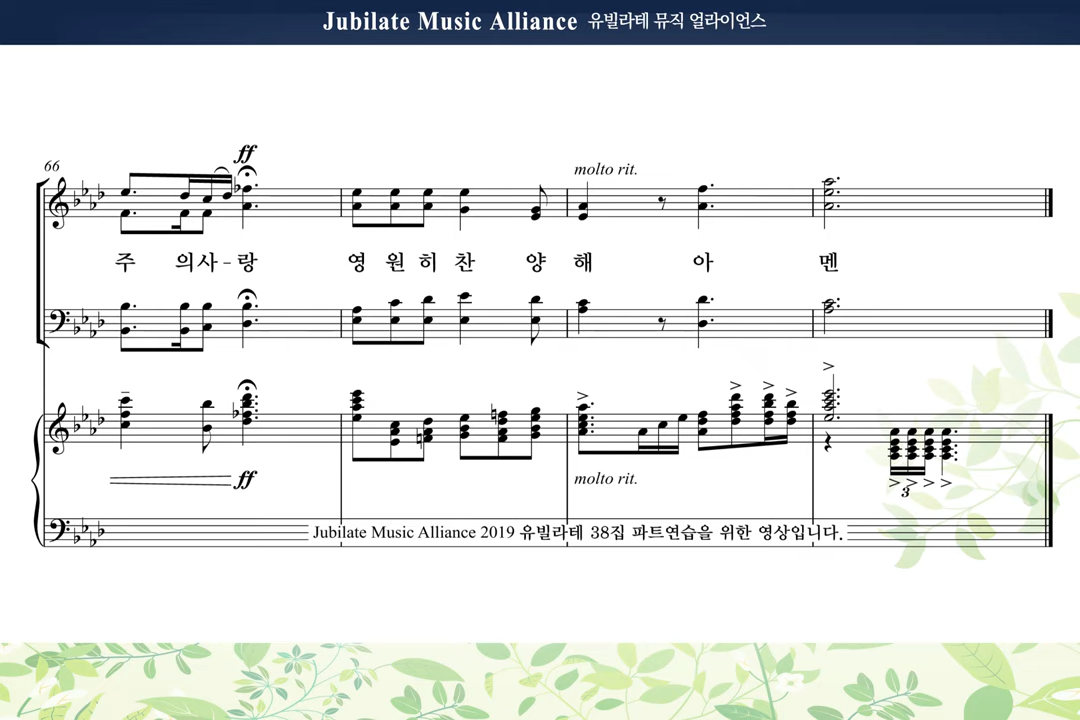 Jubilate Music Alliance 유빌라테 뮤직 얼라이언스
66
ff
molto rit.
주 의사-랑 영 원 히 찬 양 해 아 멘
ff
molto rit.
3
Jubilate Music Alliance 2019 유빌라테 38집 파트연습을 위한 영상입니다.